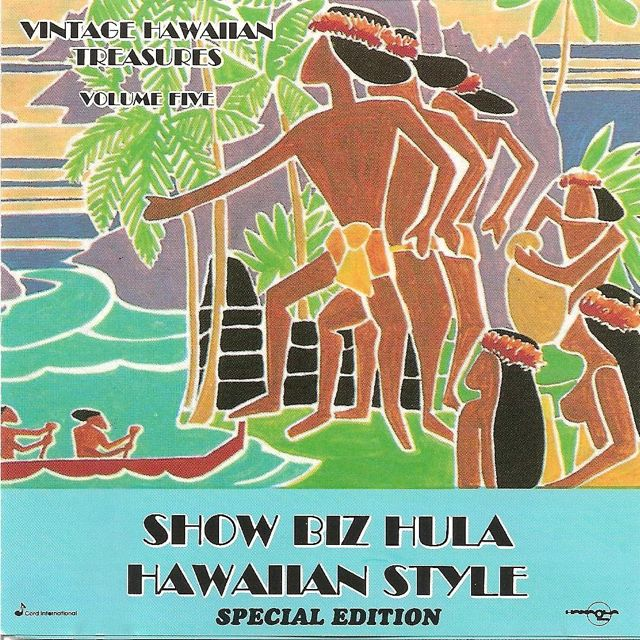 VINTAGE HAWAIIAN
TREASURES
VOLUME FIVE
SHOW BIZ HULA
HAWAIIAN STYLE
SPECIAL EDITION
Cord International